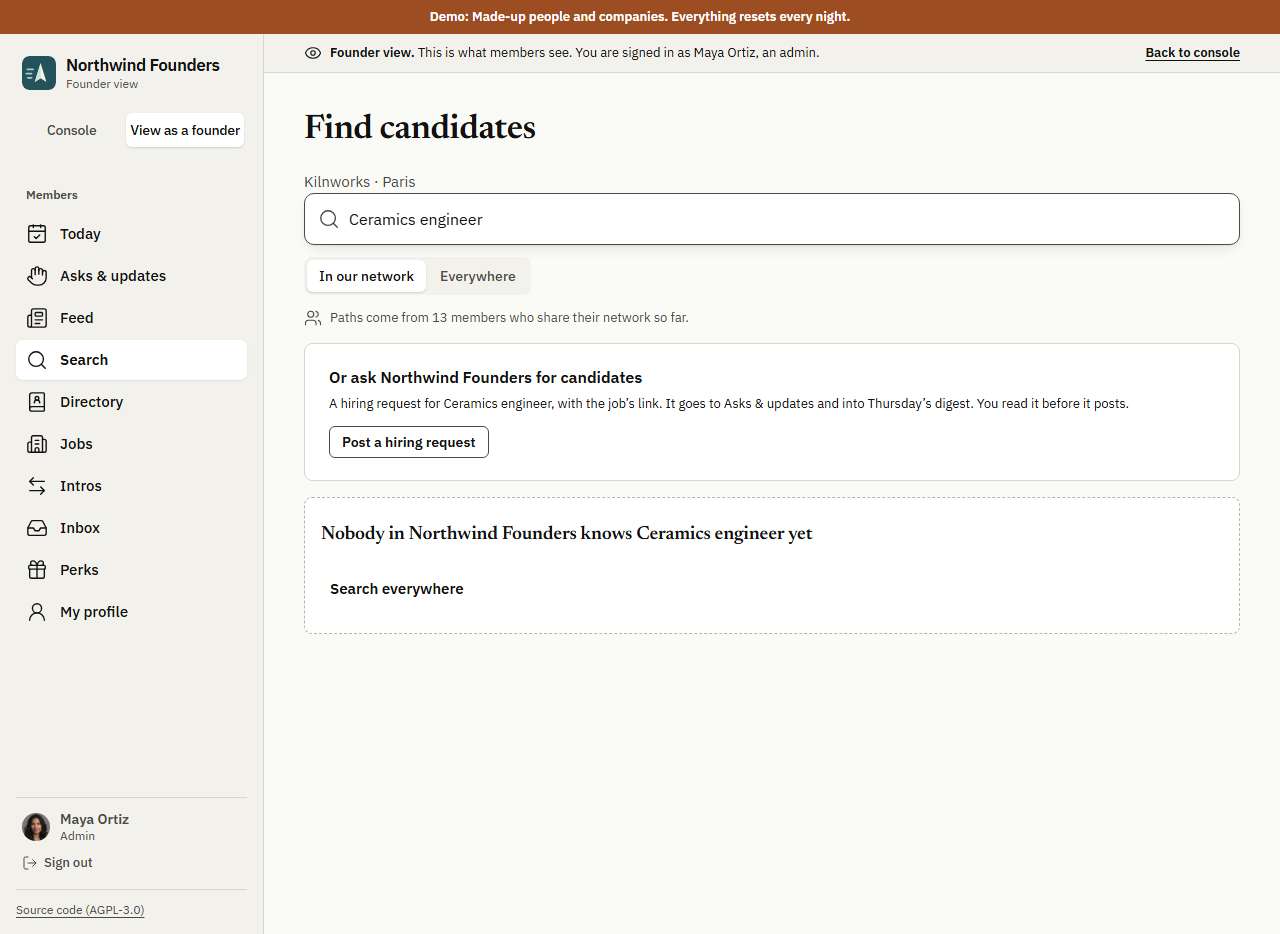 Demo: Made-up people and companies. Everything resets every night.
Northwind Founders
Founder view
Console
View as a founder
Members
Today
Asks & updates
Feed
Search
Directory
Jobs
Intros
Inbox
Perks
My profile
Maya Ortiz
Admin
Sign out
Source code (AGPL-3.0)
Founder view. This is what members see. You are signed in as Maya Ortiz, an admin.
Back to console
Find candidates
Kilnworks · Paris
Ceramics engineer
In our network
Everywhere
Paths come from 13 members who share their network so far.
Or ask Northwind Founders for candidates
A hiring request for Ceramics engineer, with the job’s link. It goes to Asks & updates and into Thursday’s digest. You read it before it posts.
Post a hiring request
Nobody in Northwind Founders knows Ceramics engineer yet
Search everywhere